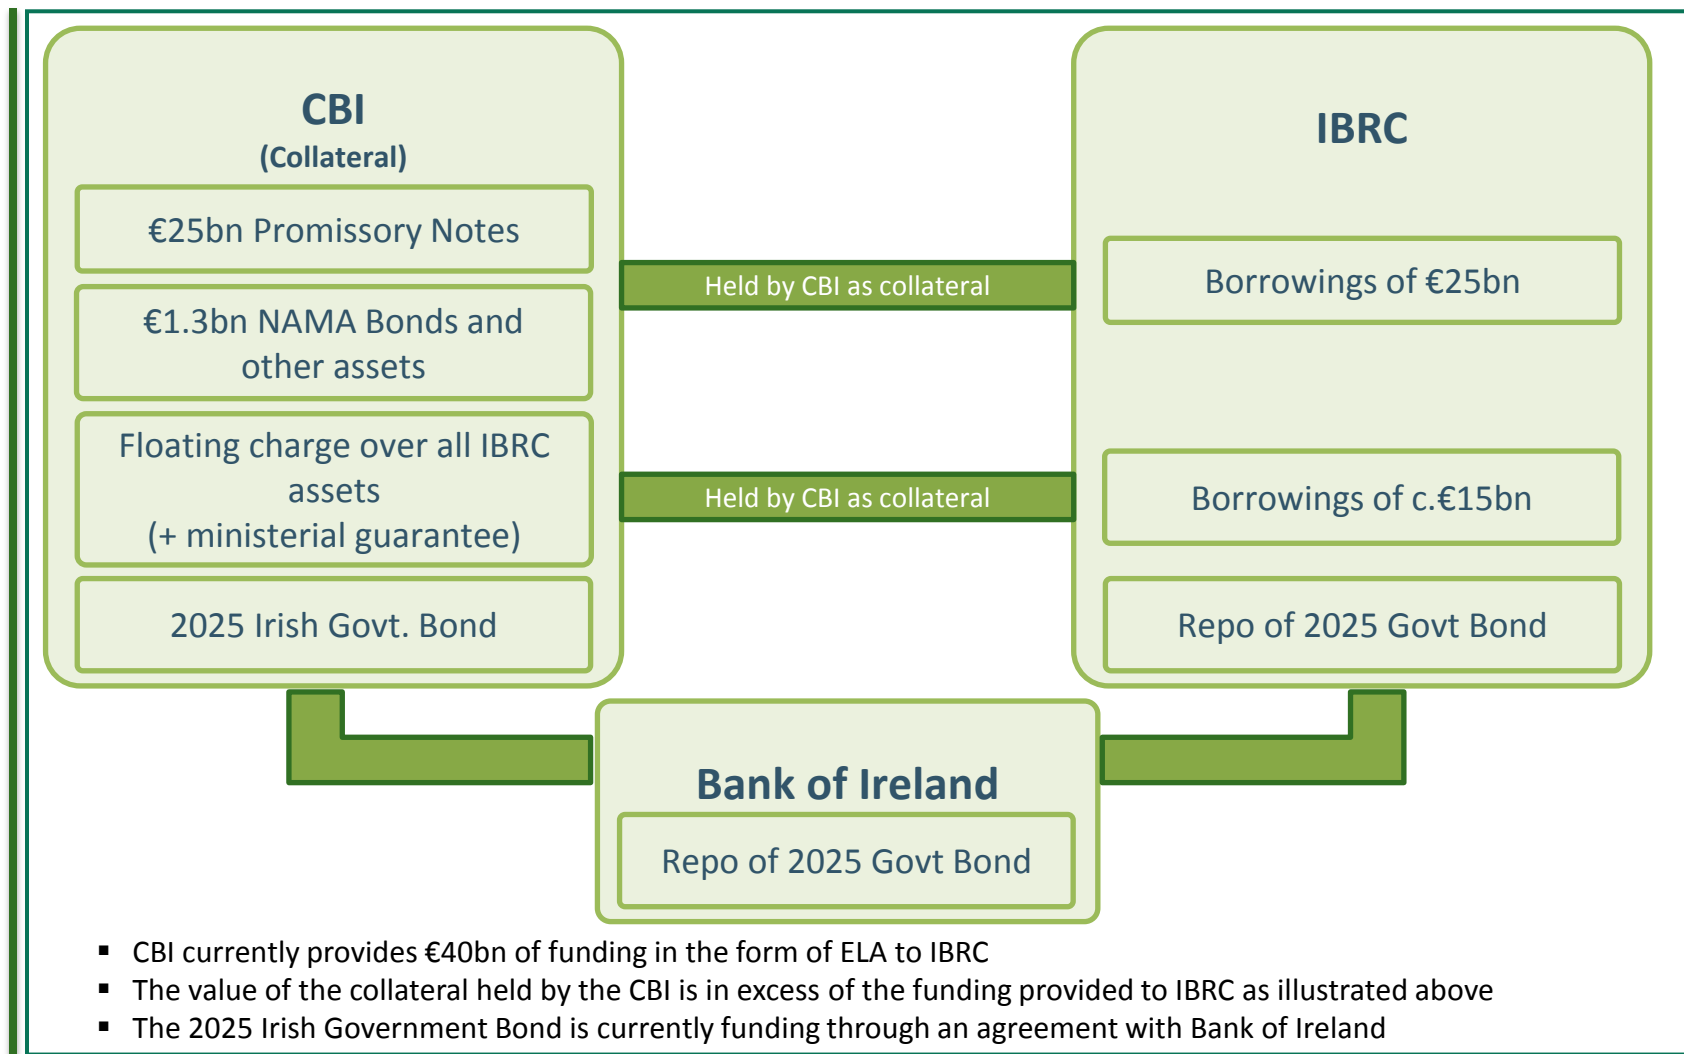 CBI
(Collateral)
€25bn Promissory Notes
€1.3bn NAMA Bonds and
other assets
Floating charge over all IBRC
assets
(+ ministerial guarantee)
2025 Irish Govt. Bond
Held by CBI as collateral
Held by CBI as collateral
IBRC
Borrowings of €25bn
Borrowings of c.€15bn
Repo of 2025 Govt Bond
Bank of Ireland
Repo of 2025 Govt Bond
▪ CBI currently provides €40bn of funding in the form of ELA to IBRC
▪ The value of the collateral held by the CBI is in excess of the funding provided to IBRC as illustrated above
▪ The 2025 Irish Government Bond is currently funding through an agreement with Bank of Ireland